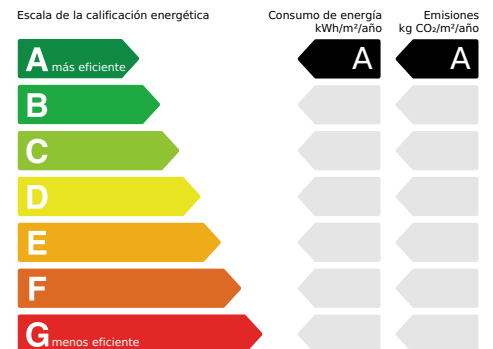 Escala de la calificación energética
Consumo de energía
kWh/m²/año
Emisiones
kg CO₂/m²/año
A más eficiente
A
A
B
C
D
E
F
G menos eficiente